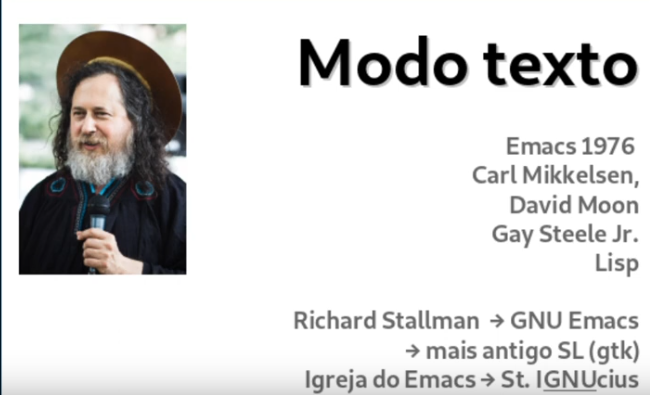 Modo texto
Emacs 1976
Carl Mikkelsen,
David Moon
Gay Steele Jr.
Lisp
Richard Stallman → GNU Emacs
→ mais antigo SL (gtk)
Igreja do Emacs → St. IGNUcius